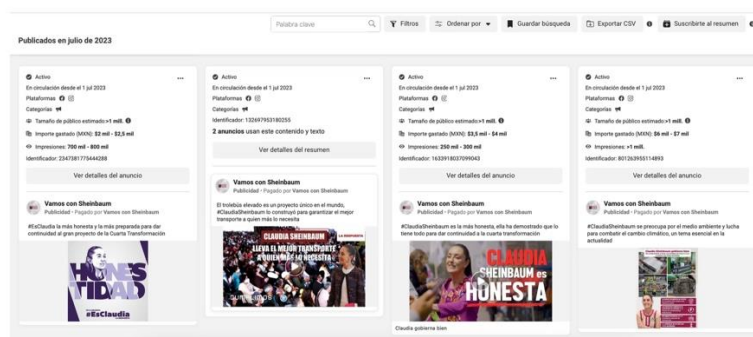 Palabra clave
Filtros
Ordenar por
Guardar búsqueda
Exportar CSV
Suscribirte al resumen
Publicados en julio de 2023
Activo
En circulación desde el 1 jul 2023
Plataformas
Categorías
Tamaño de público estimado:>1 mill.
Importe gastado (MXN): $2 mil - $2,5 mil
Impresiones: 700 mil - 800 mil
Identificador: 2347381775444288
Ver detalles del anuncio
Vamos con Sheinbaum
Publicidad · Pagado por Vamos con Sheinbaum
#EsClaudia la más honesta y la más preparada para dar
continuidad al gran proyecto de la Cuarta Transformación
HONES
TIDAD
#EsClaudia
Activo
En circulación desde el 1 jul 2023
Plataformas
Categorías
Identificador: 132697953180255
2 anuncios usan este contenido y texto
Ver detalles del resumen
Vamos con Sheinbaum
Publicidad · Pagado por Vamos con Sheinbaum
El trolebús elevado es un proyecto único en el mundo,
#ClaudiaSheinbaum lo construyó para garantizar el mejor
transporte a quien más lo necesita
CLAUDIA SHEINBAUM
LLEVA EL MEJOR TRANSPORTE
A QUIEN MÁS LO NECESITA
Activo
En circulación desde el 1 jul 2023
Plataformas
Categorías
Tamaño de público estimado:>1 mill.
Importe gastado (MXN): $3,5 mil - $4
mil
Impresiones: 250 mil - 300 mil
Identificador: 1633918037099043
Ver detalles del anuncio
Vamos con Sheinbaum
Publicidad · Pagado por Vamos con Sheinbaum
#ClaudiaSheinbaum es la más honesta, ella ha demostrado que lo
tiene todo para dar continuidad a la cuarta transformación
CLAUDIA
SHEINBAUM es
HONESTA
Claudia gobierna bien
Activo
En circulación desde el 1 jul 2023
Plataformas
Categorías
Tamaño de público estimado:>1 mill.
Importe gastado (MXN): $6 mil - $7 mil
Impresiones: >1 mill.
Identificador: 801263955114893
Ver detalles del anuncio
Vamos con Sheinbaum
Publicidad · Pagado por Vamos con Sheinbaum
#ClaudiaSheinbaum se preocupa por el medio ambiente y lucha
para combatir el cambio climático, un tema esencial en la
actualidad